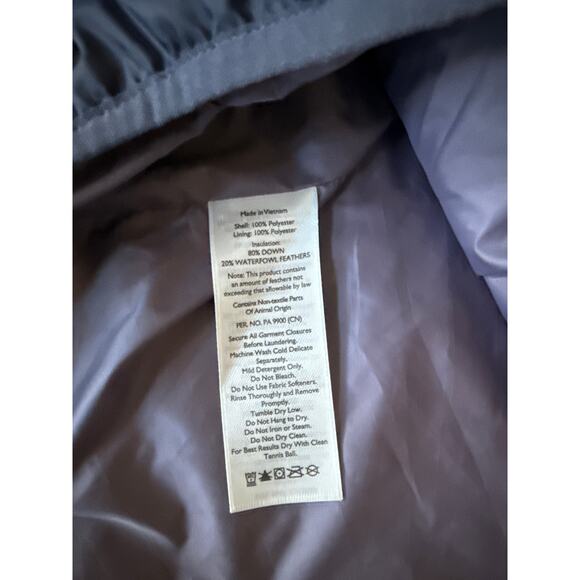 Made in Vietnam
Shell: 100% Polyester
Lining: 100% Polyester
Insulation:
80% DOWN
20% WATERFOWL FEATHERS
Note: This product contains
an amount of feathers not
exceeding that allowable by law
Contains Non-textile Parts
Of Animal Origin
PER. NO. PA 9900 (CN)
Secure All Garment Closures
Before Laundering.
Machine Wash Cold Delicate
Separately.
Mild Detergent Only.
Do Not Bleach.
Do Not Use Fabric Softeners.
Rinse Thoroughly and Remove
Promptly.
Tumble Dry Low.
Do Not Hang to Dry.
Do Not Iron or Steam.
Do Not Dry Clean.
For Best Results Dry With Clean
Tennis Ball.